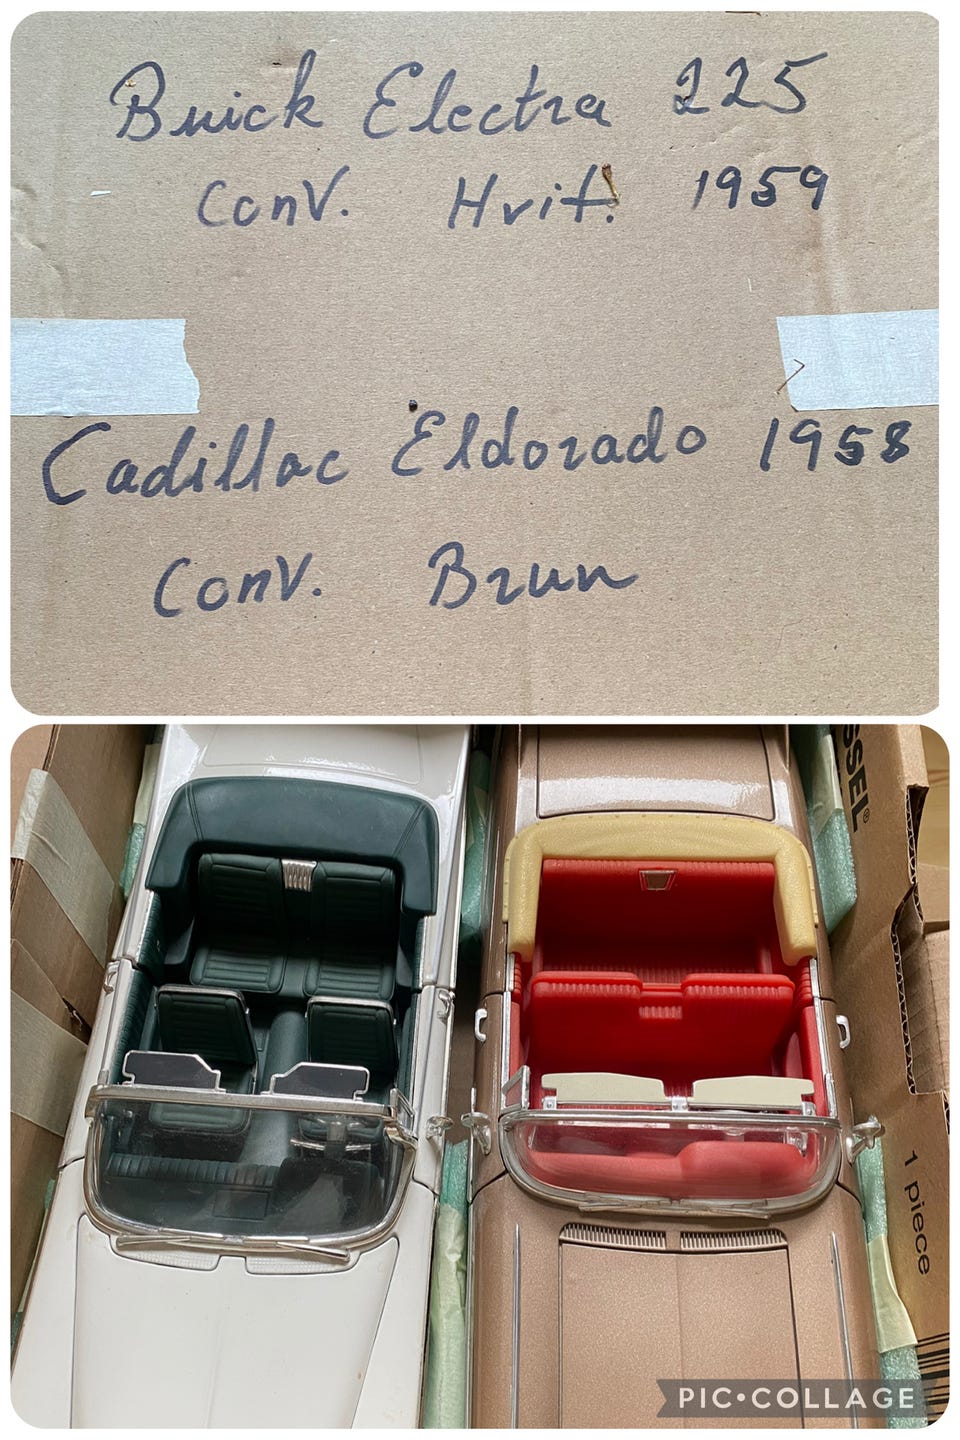 Buick Electra 225
Conv. Hvit. 1959
Cadillac Eldorado 1958
Conv. Brun
SSEL®
1 piece
PIC•COLLAGE